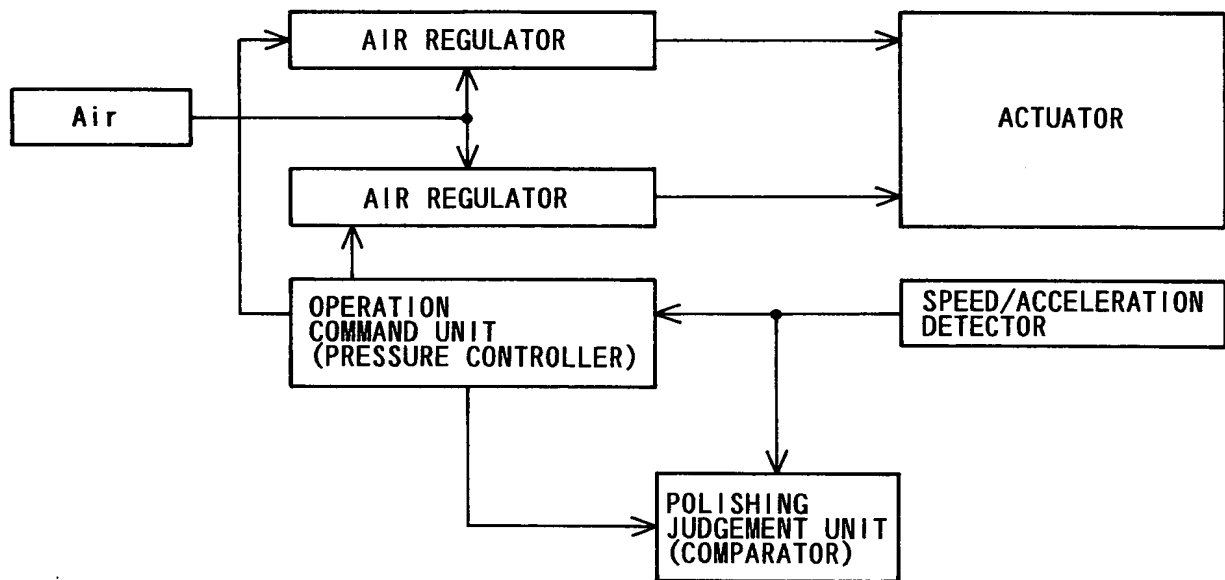 AIR REGULATOR
Air
ACTUATOR
AIR REGULATOR
OPERATION
COMMAND UNIT
(PRESSURE CONTROLLER)
SPEED/ACCELERATION
DETECTOR
POLISHING
JUDGEMENT UNIT
(COMPARATOR)